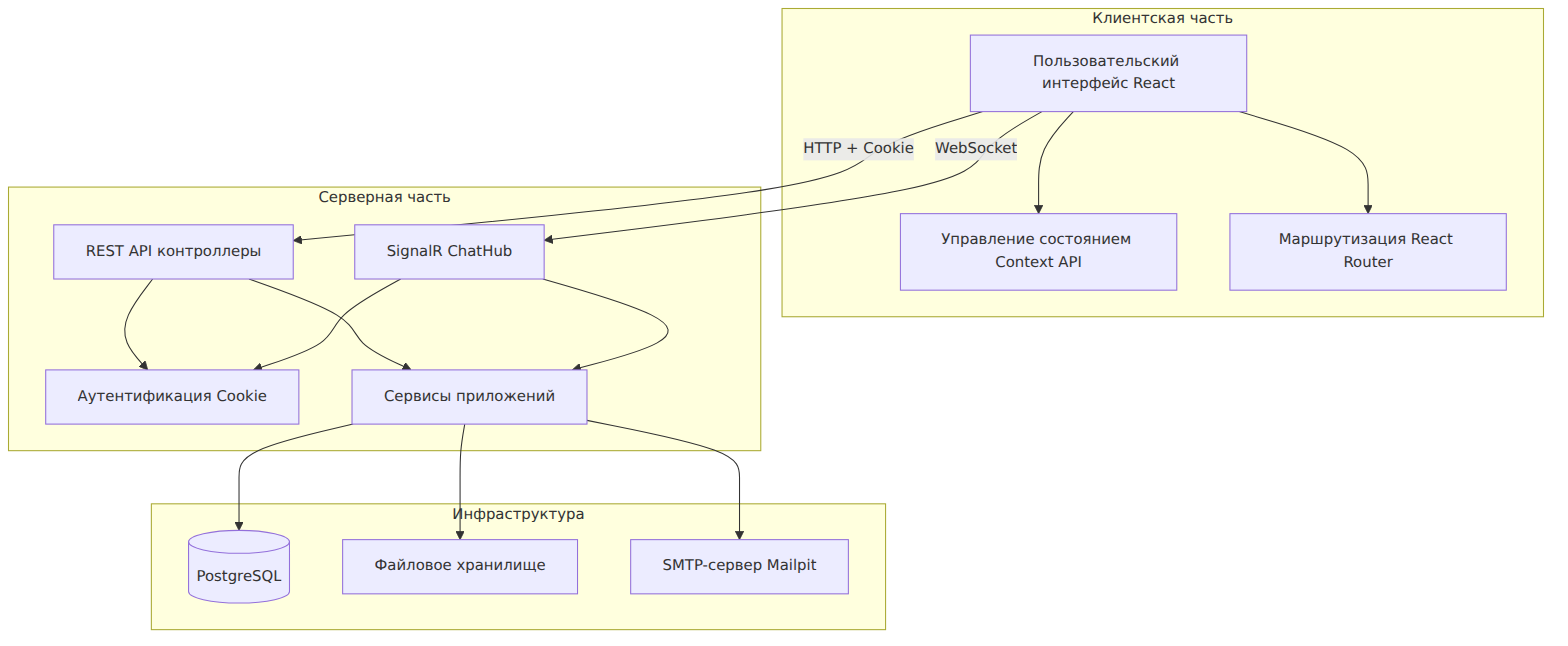 Клиентская часть
Пользовательский
интерфейс React
HTTP + Cookie
WebSocket
Серверная часть
REST API контроллеры
SignalR ChatHub
Управление состоянием
Context API
Маршрутизация React
Router
Аутентификация Cookie
Сервисы приложений
Инфраструктура
PostgreSQL
Файловое хранилище
SMTP-сервер Mailpit